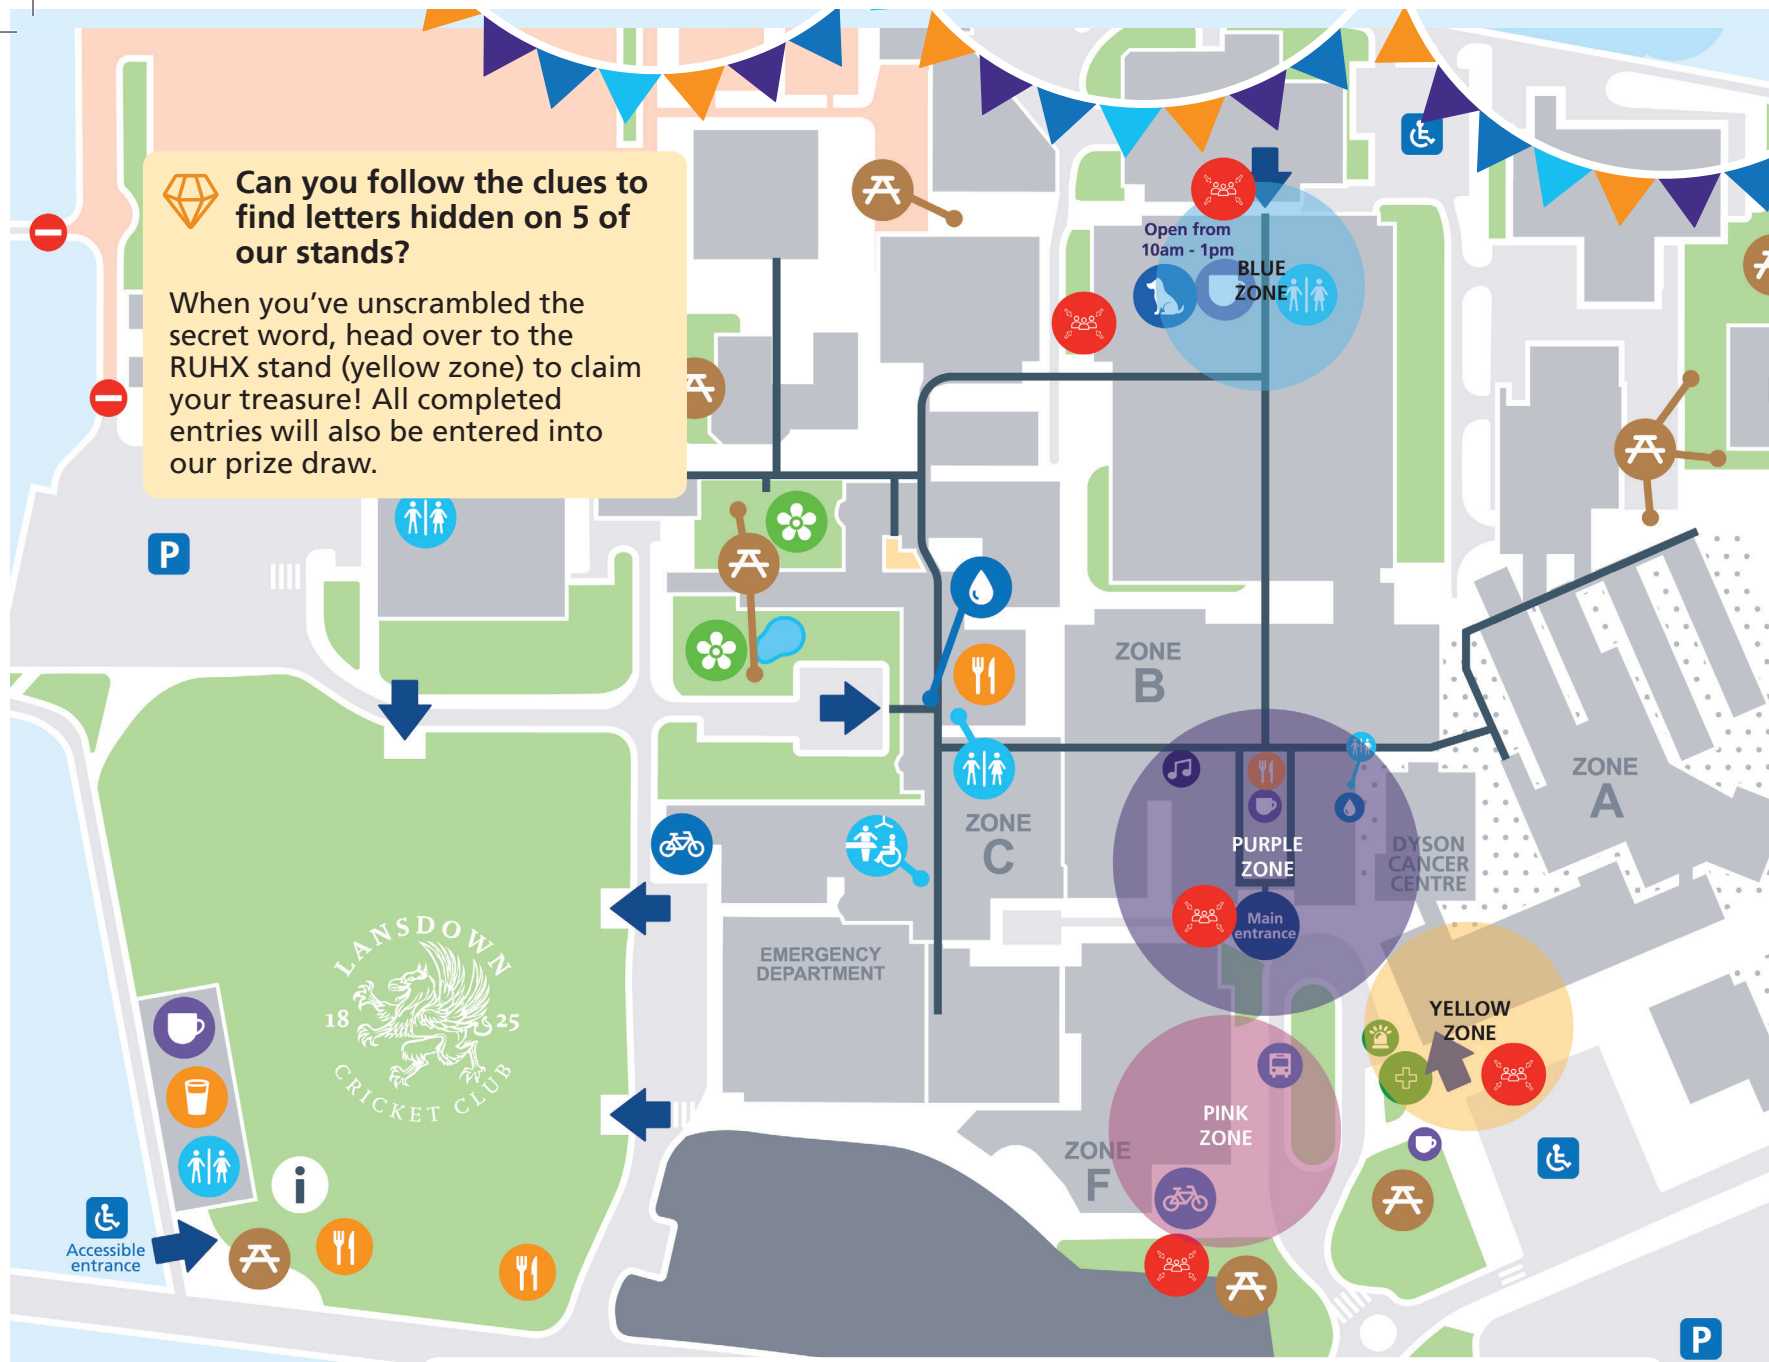 Can you follow the clues to
find letters hidden on 5 of
our stands?
When you've unscrambled the
secret word, head over to the
RUHX stand (yellow zone) to claim
your treasure! All completed
entries will also be entered into
our prize draw.
Open from
10am - 1pm
BLUE
ZONE
P
ZONE
B
ZONE
A
ZONE
C
PURPLE
ZONE
DYSON
CANCER
CENTRE
Main
entrance
EMERGENCY
DEPARTMENT
LANSDOWN
18 25
CRICKET CLUB
YELLOW
ZONE
PINK
ZONE
ZONE
F
i
Accessible
entrance
P